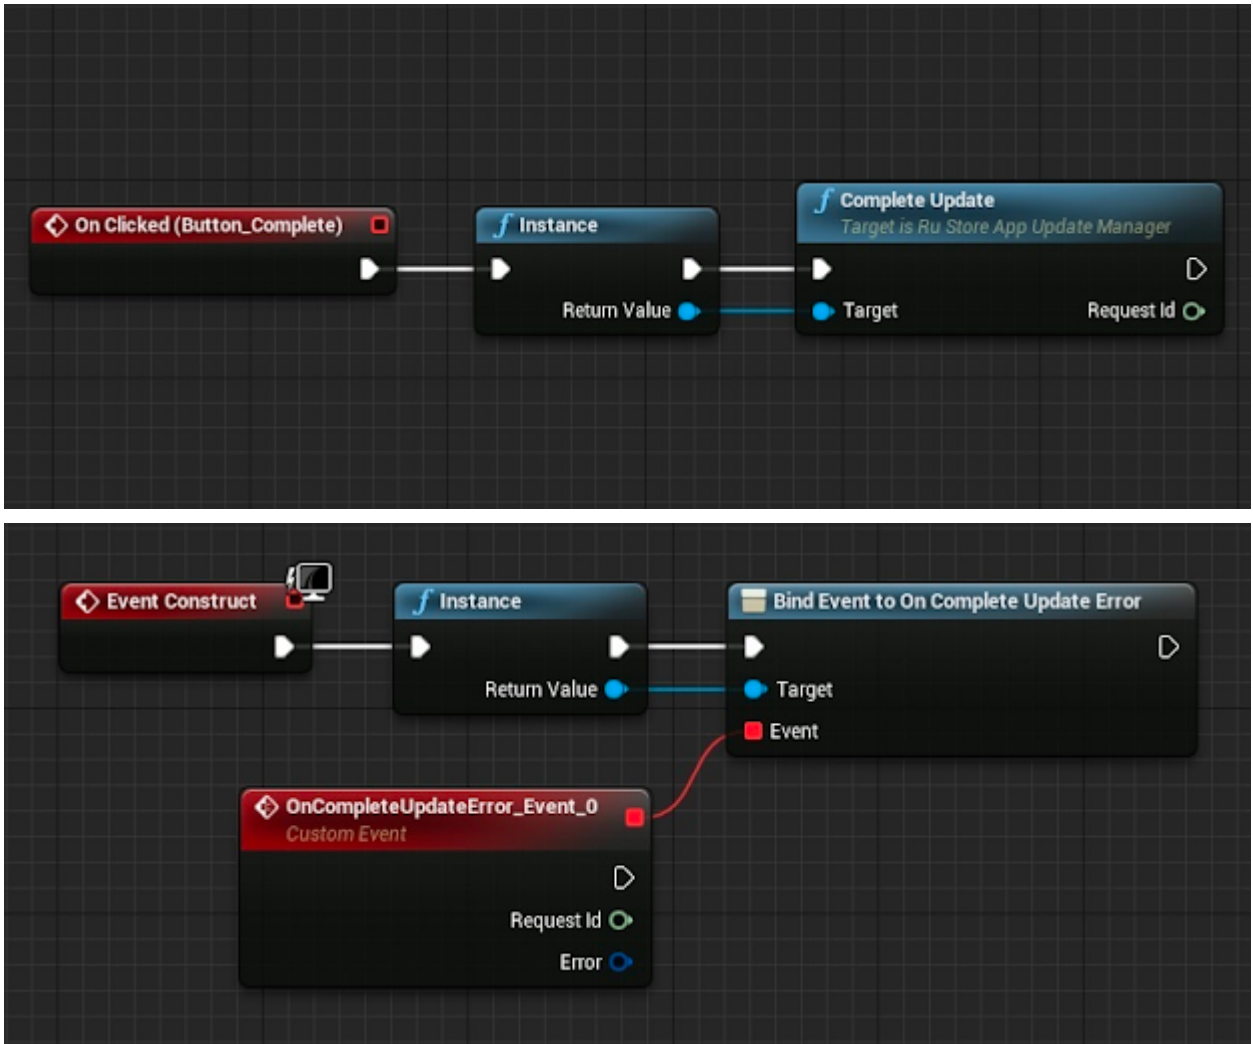 On Clicked (Button_Complete)
Instance
Return Value
Complete Update
Target is Ru Store App Update Manager
Target
Request Id
Event Construct
Instance
Return Value
Bind Event to On Complete Update Error
Target
Event
OnCompleteUpdateError_Event_0
Custom Event
Request Id
Error